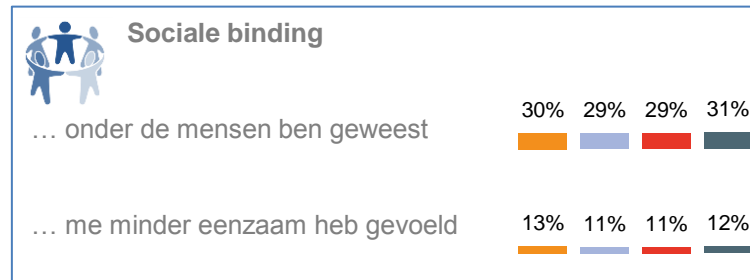 Sociale binding
30% 29% 29% 31%
… onder de mensen ben geweest
13% 11% 11% 12%
… me minder eenzaam heb gevoeld